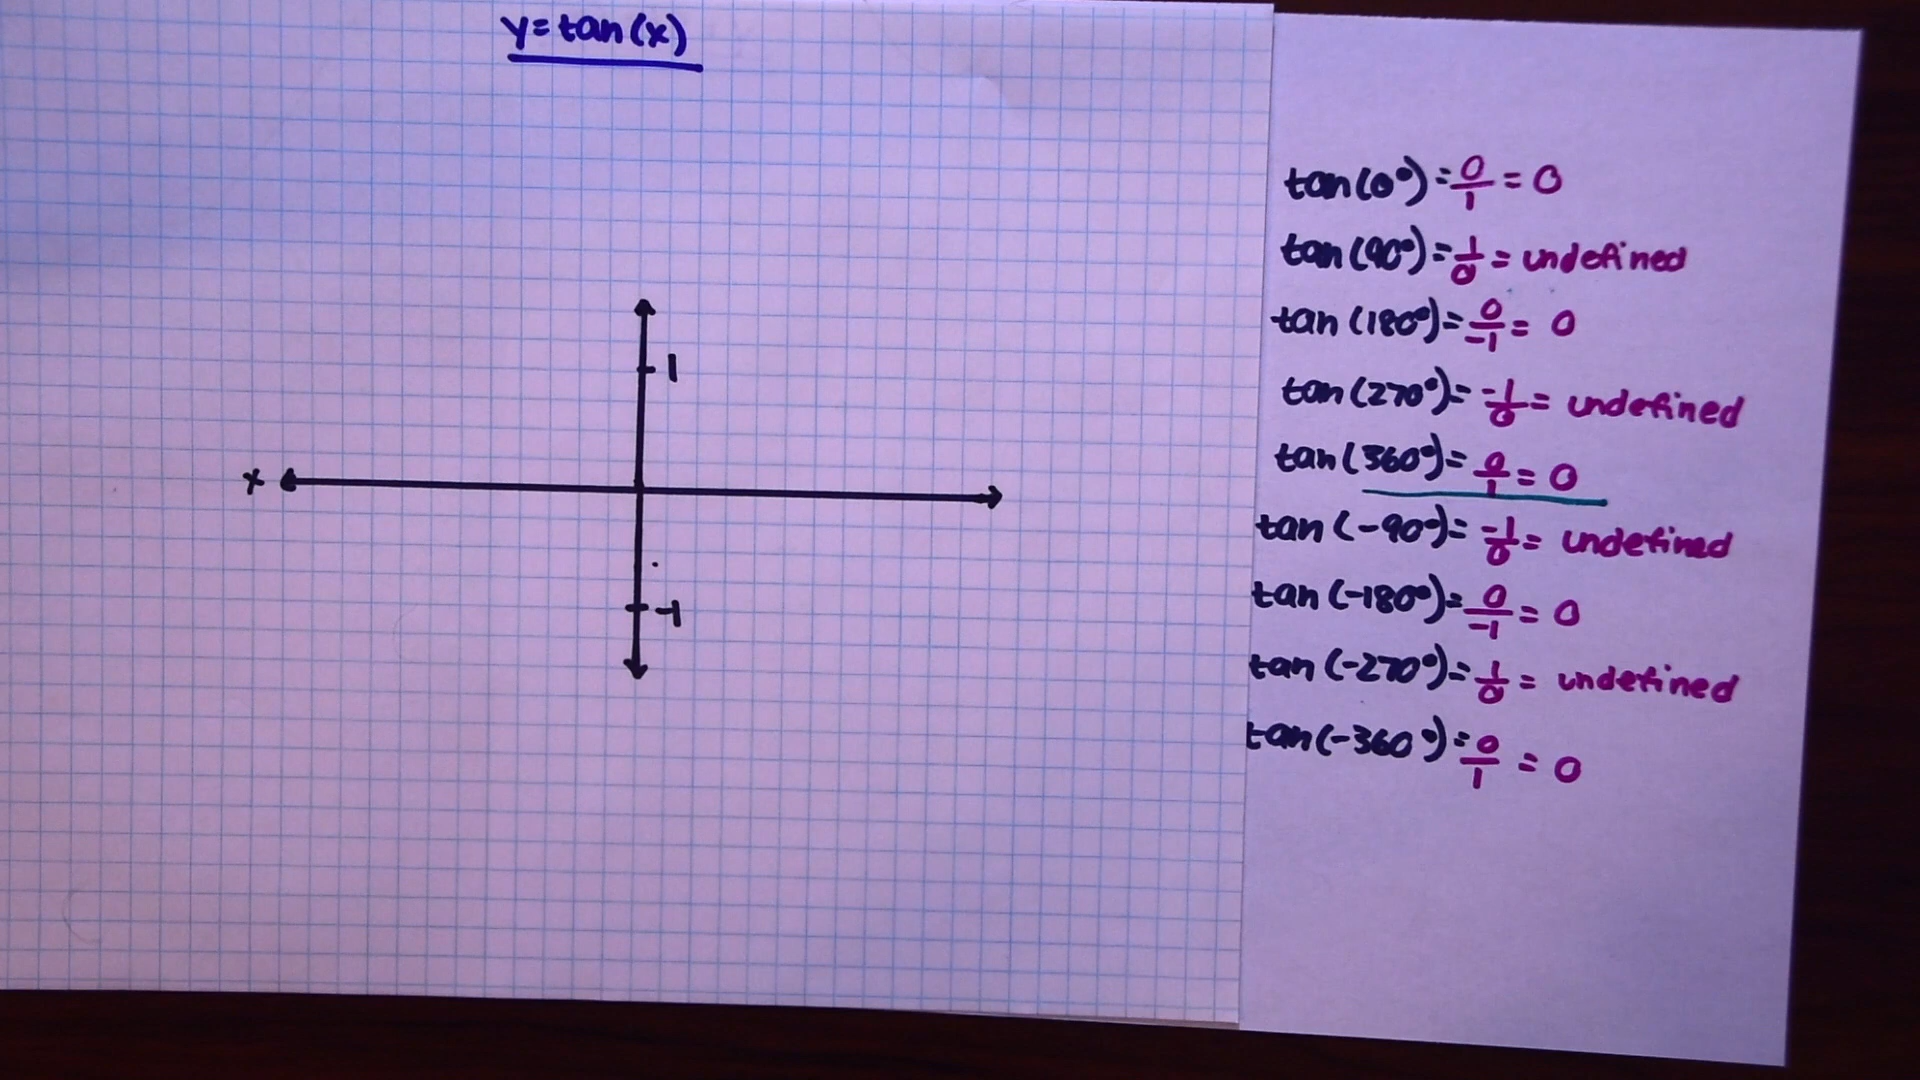 y=tan(x)
1
x
-1
tan(0°)=0/1=0
tan(90°)=1/0=undefined
tan(180°)=0/-1=0
tan(270°)=-1/0=undefined
tan(360°)=0/1=0
tan(-90°)=-1/0=undefined
tan(-180°)=0/-1=0
tan(-270°)=1/0=undefined
tan(-360°)=0/1=0